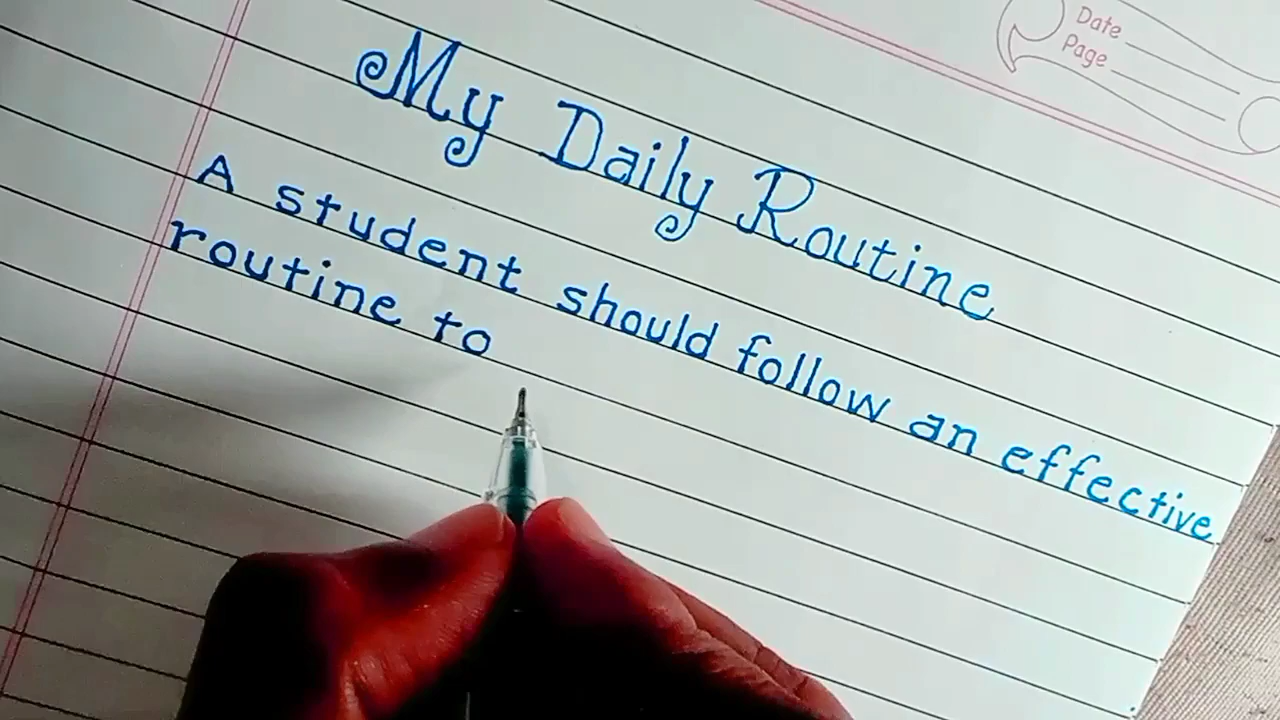 Date
Page
My Daily Routine
A student should follow an effective
routine to